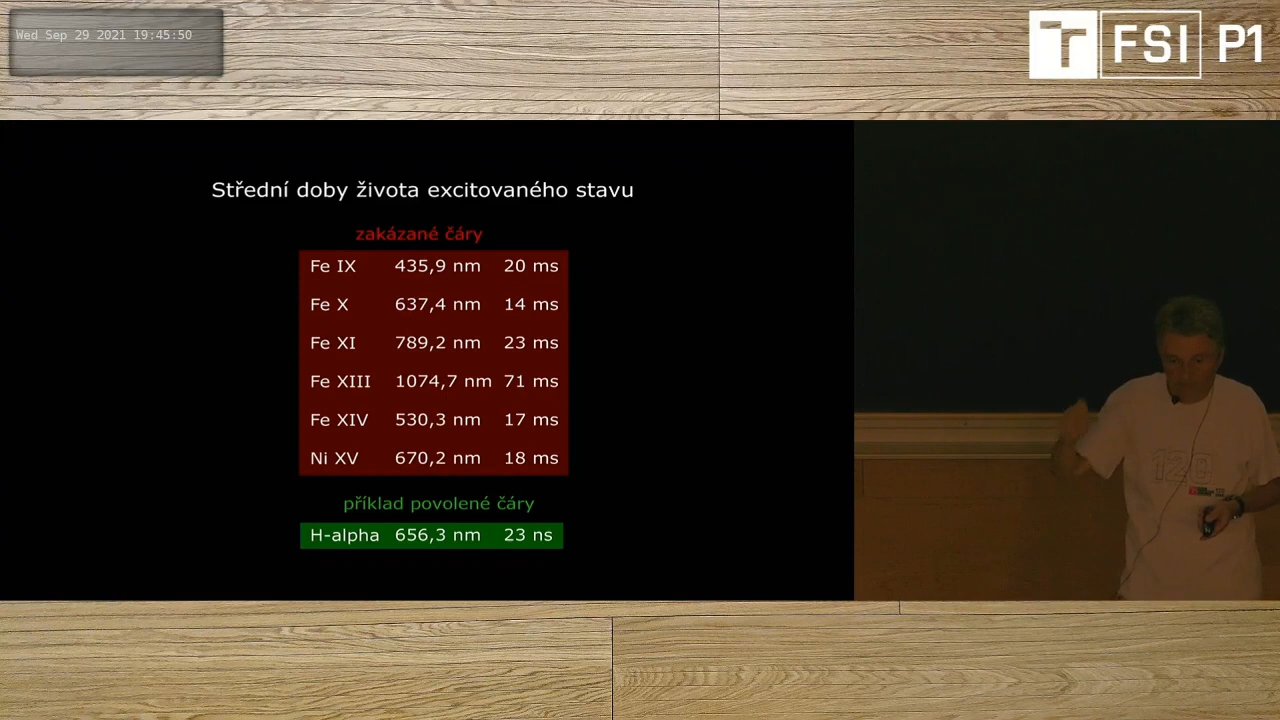 Wed Sep 29 2021 19:45:50
T FSI P1
Střední doby života excitovaného stavu
zakázané čáry
Fe IX 435,9 nm 20 ms
Fe X 637,4 nm 14 ms
Fe XI 789,2 nm 23 ms
Fe XIII 1074,7 nm 71 ms
Fe XIV 530,3 nm 17 ms
Ni XV 670,2 nm 18 ms
příklad povolené čáry
H-alpha 656,3 nm 23 ns
120